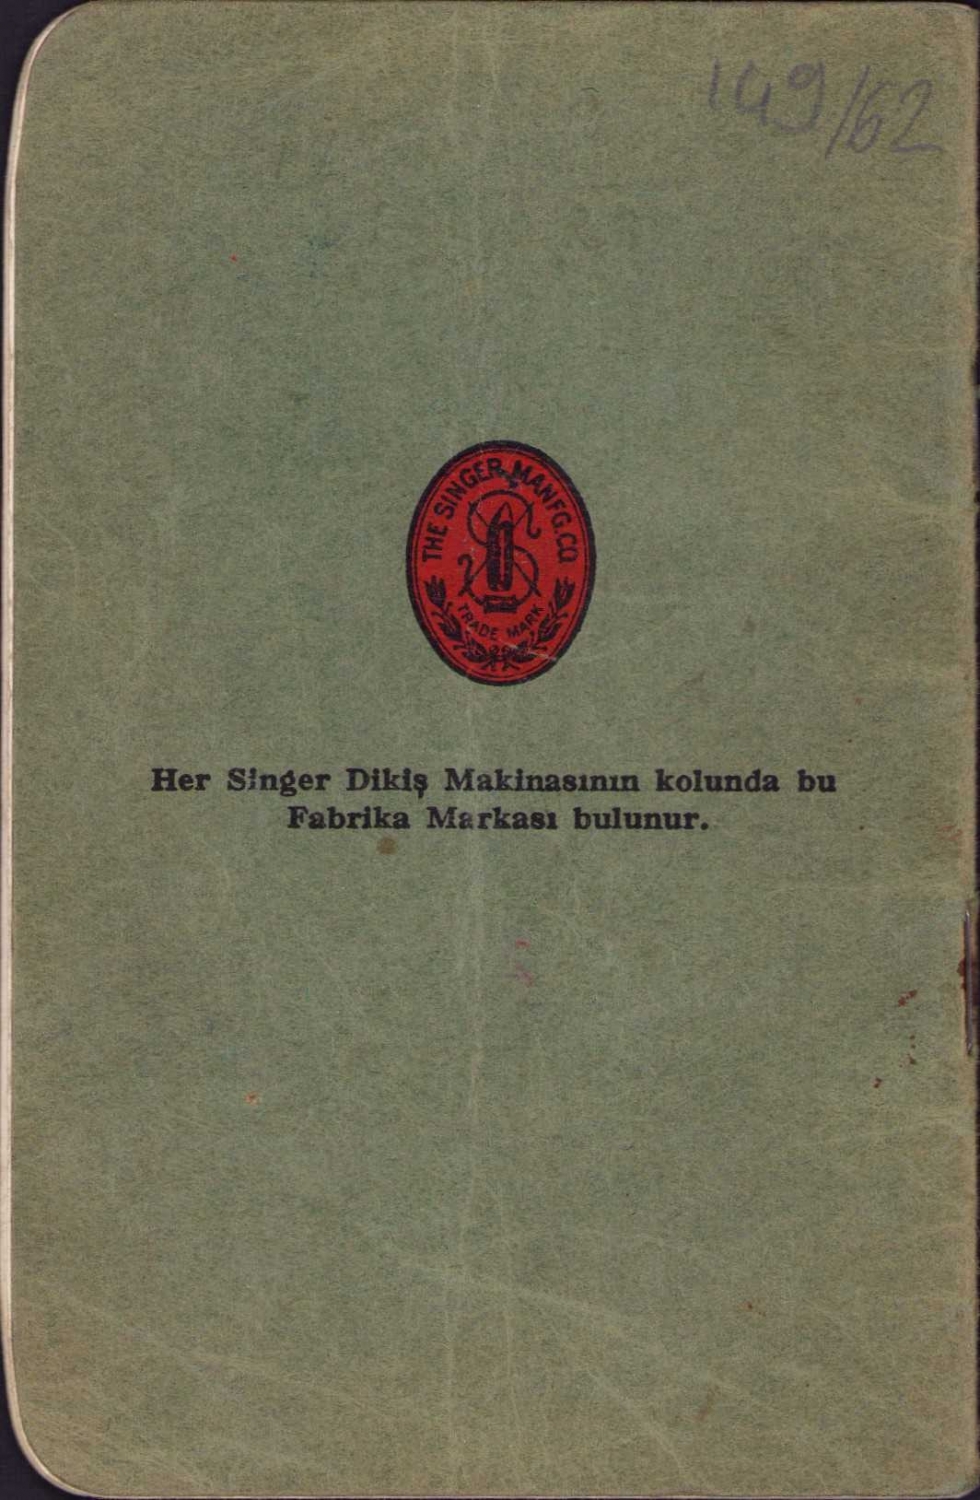 149/62
THE SINGER MANFG.CO
TRADE MARK
Her Singer Dikiş Makinasının kolunda bu
Fabrika Markası bulunur.